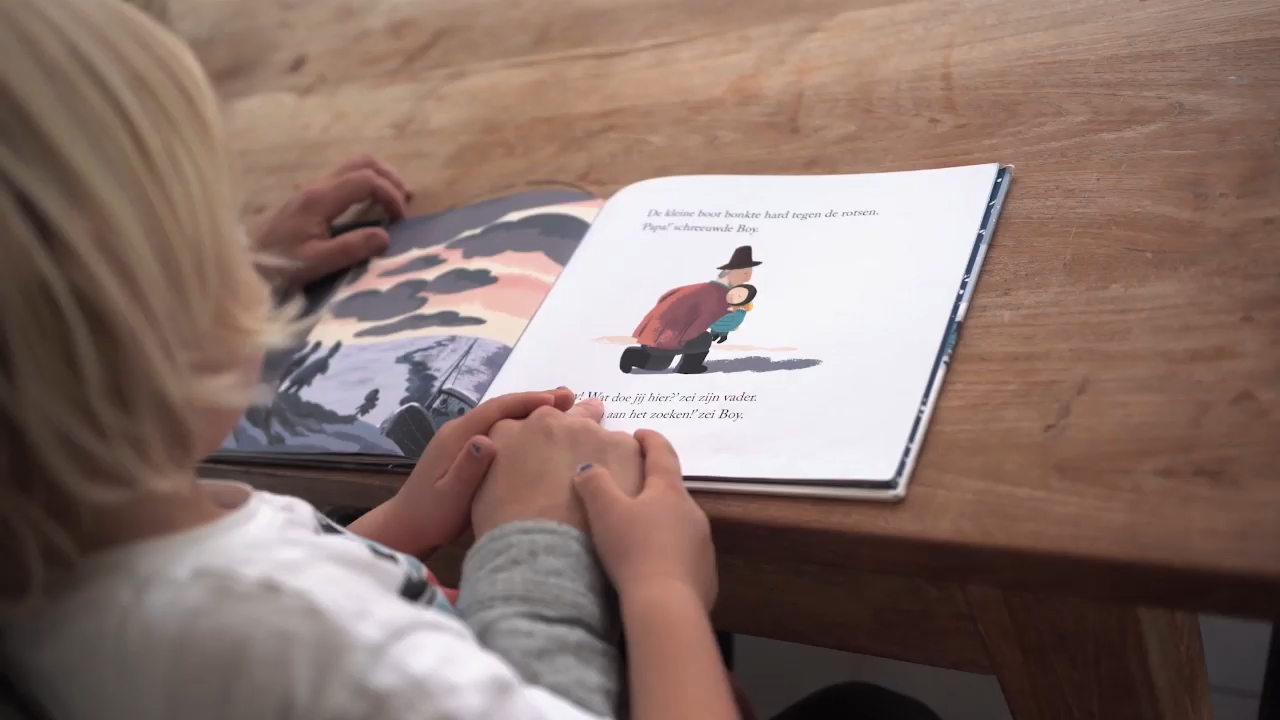 De kleine boot bonkte hard tegen de rotsen.
'Papa!' schreeuwde Boy.
Wat doe jij hier?' zei zijn vader.
aan het zoeken!' zei Boy.